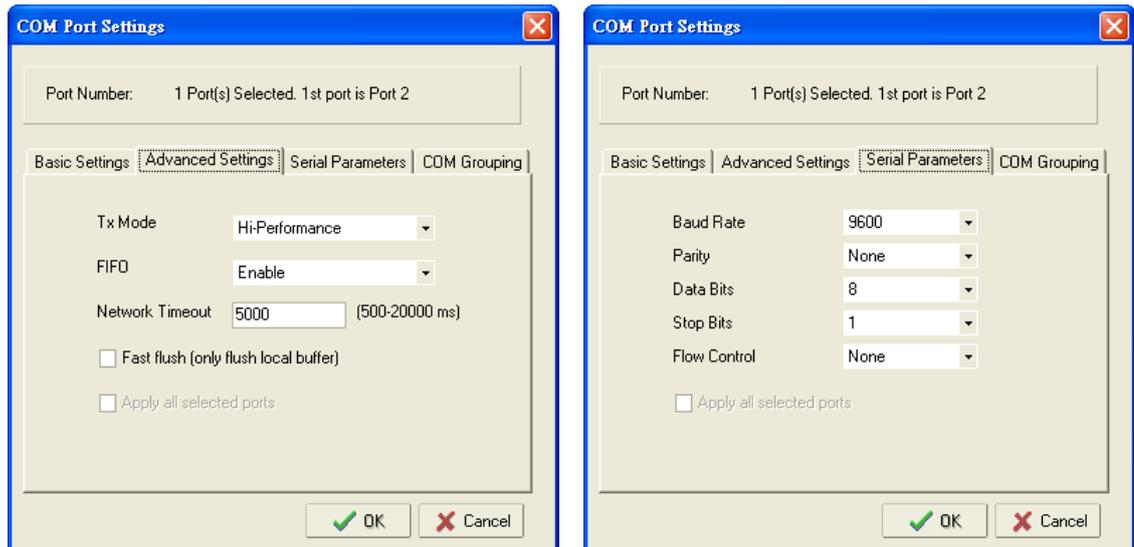 COM Port Settings
Port Number: 1 Port(s) Selected. 1st port is Port 2
Basic Settings Advanced Settings Serial Parameters COM Grouping
Tx Mode Hi-Performance
FIFO Enable
Network Timeout 5000 (500-20000 ms)
Fast flush (only flush local buffer)
Apply all selected ports
OK Cancel
COM Port Settings
Port Number: 1 Port(s) Selected. 1st port is Port 2
Basic Settings Advanced Settings Serial Parameters COM Grouping
Baud Rate 9600
Parity None
Data Bits 8
Stop Bits 1
Flow Control None
Apply all selected ports
OK Cancel